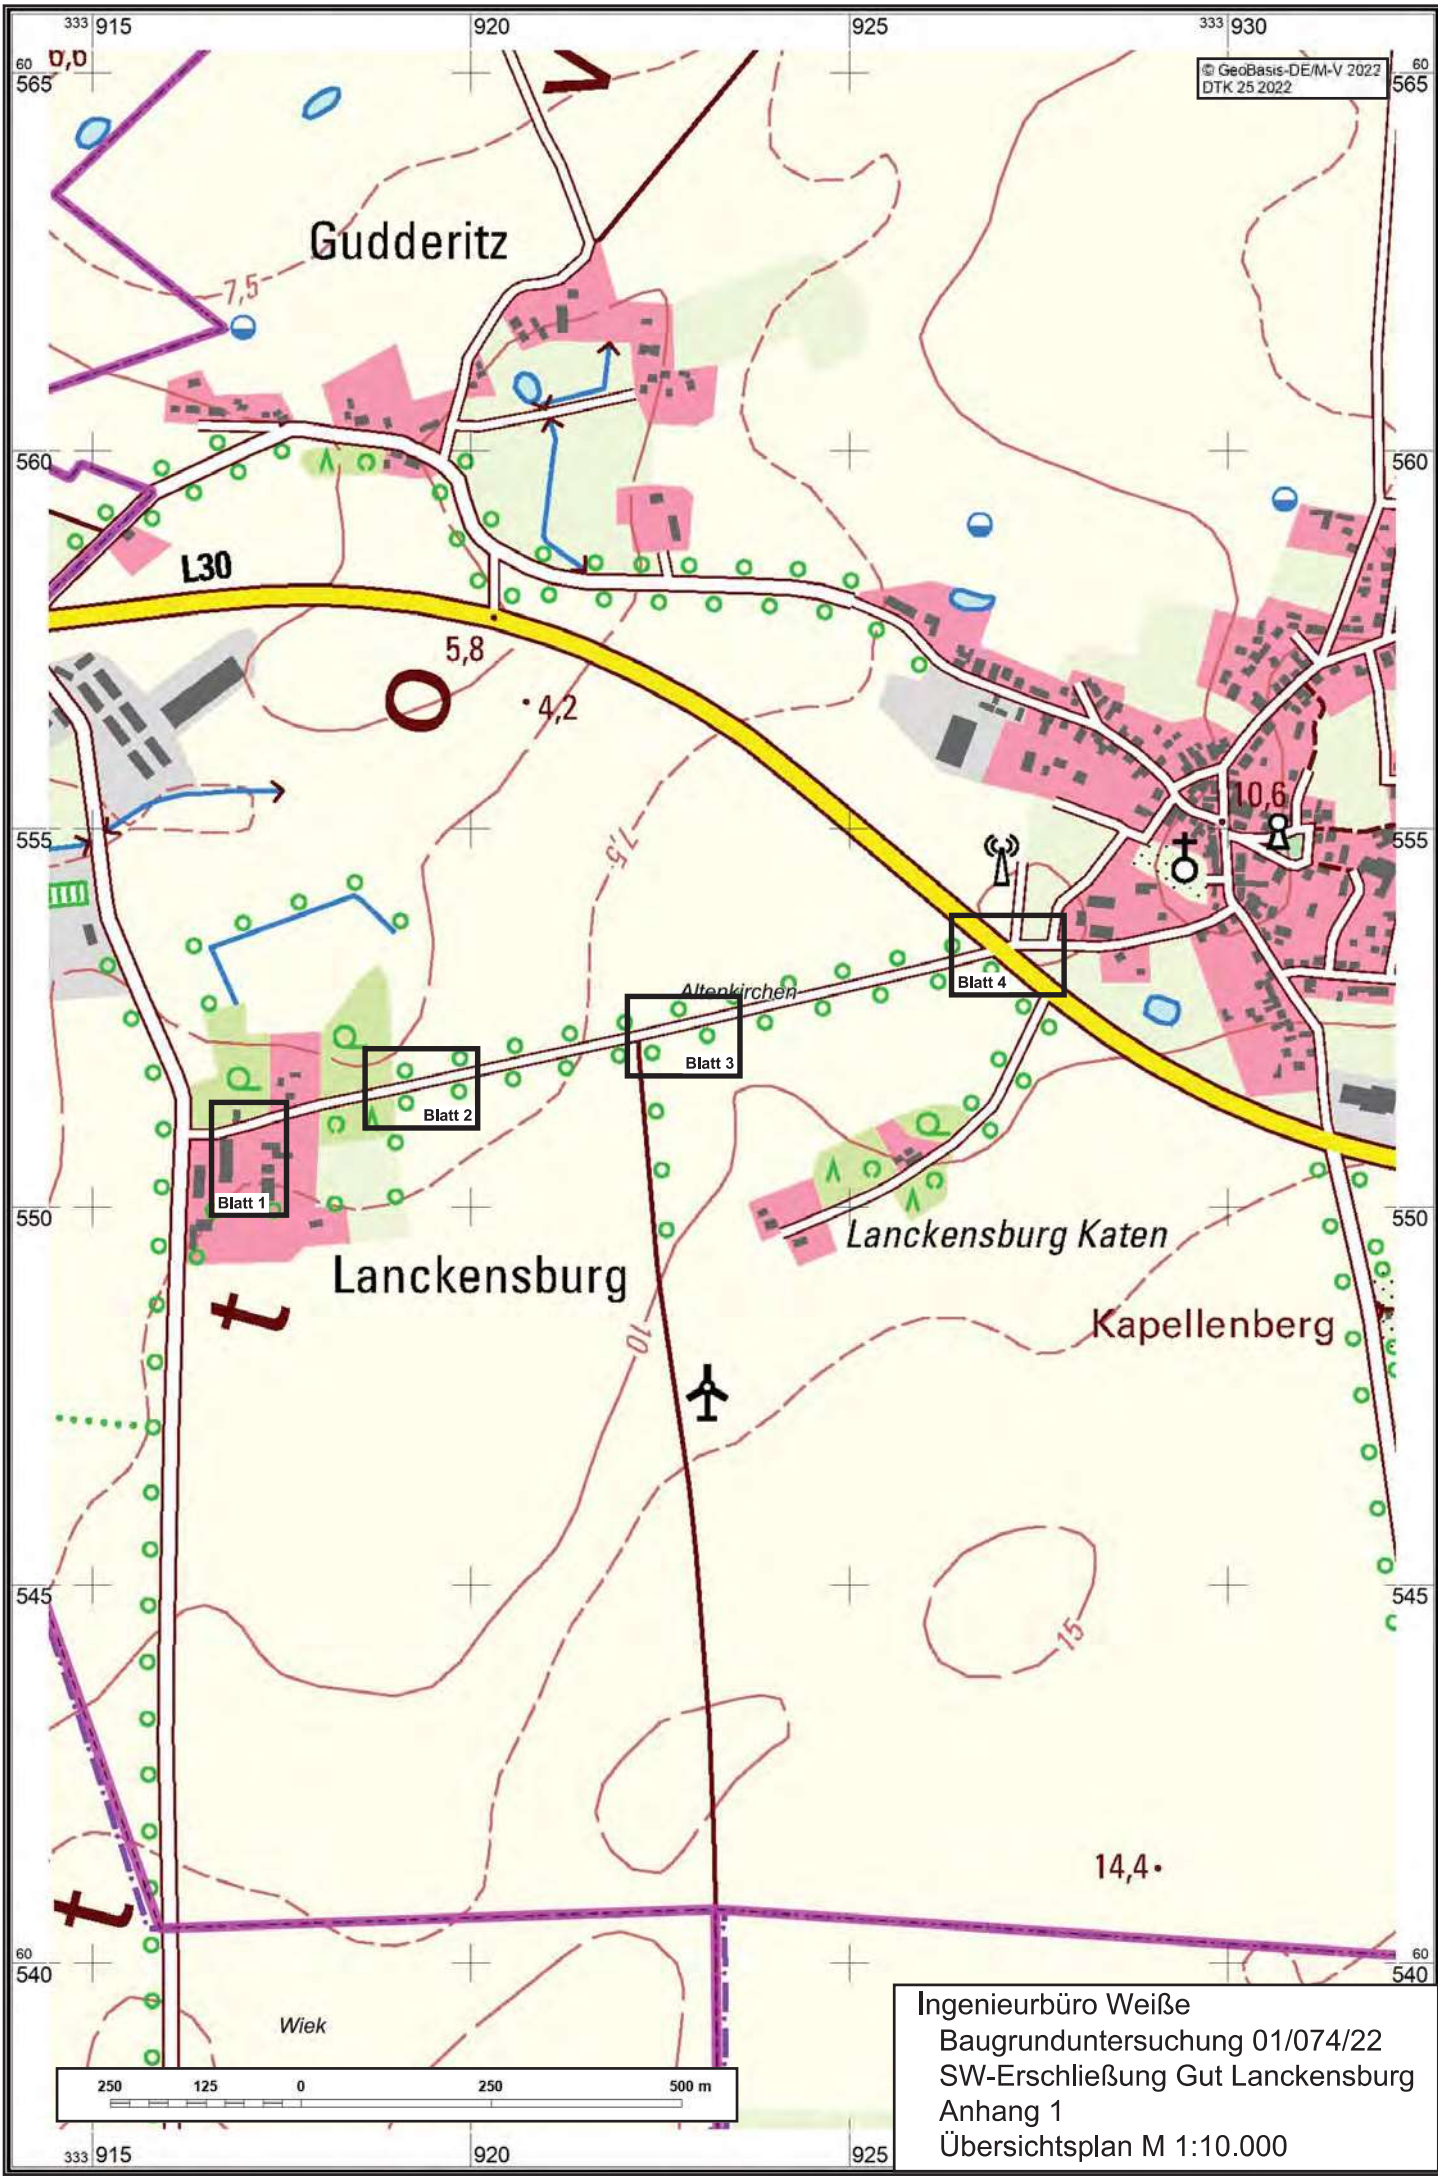 333 915
920
925
333 930
60
565
6,6
V
© GeoBasis-DE/M-V 2022
DTK 25 2022
60
565
Gudderitz
7,5
560
560
L30
5,8
O
4,2
10,6
555
7,5
555
Altenkirchen
Blatt 4
Blatt 3
Blatt 2
Blatt 1
550
550
Lanckensburg Katen
Lanckensburg
t
10
Kapellenberg
545
545
15
14,4
t
60
540
60
540
Wiek
250 125 0 250 500 m
333 915
920
925
Ingenieurbüro Weiße
Baugrunduntersuchung 01/074/22
SW-Erschließung Gut Lanckensburg
Anhang 1
Übersichtsplan M 1:10.000